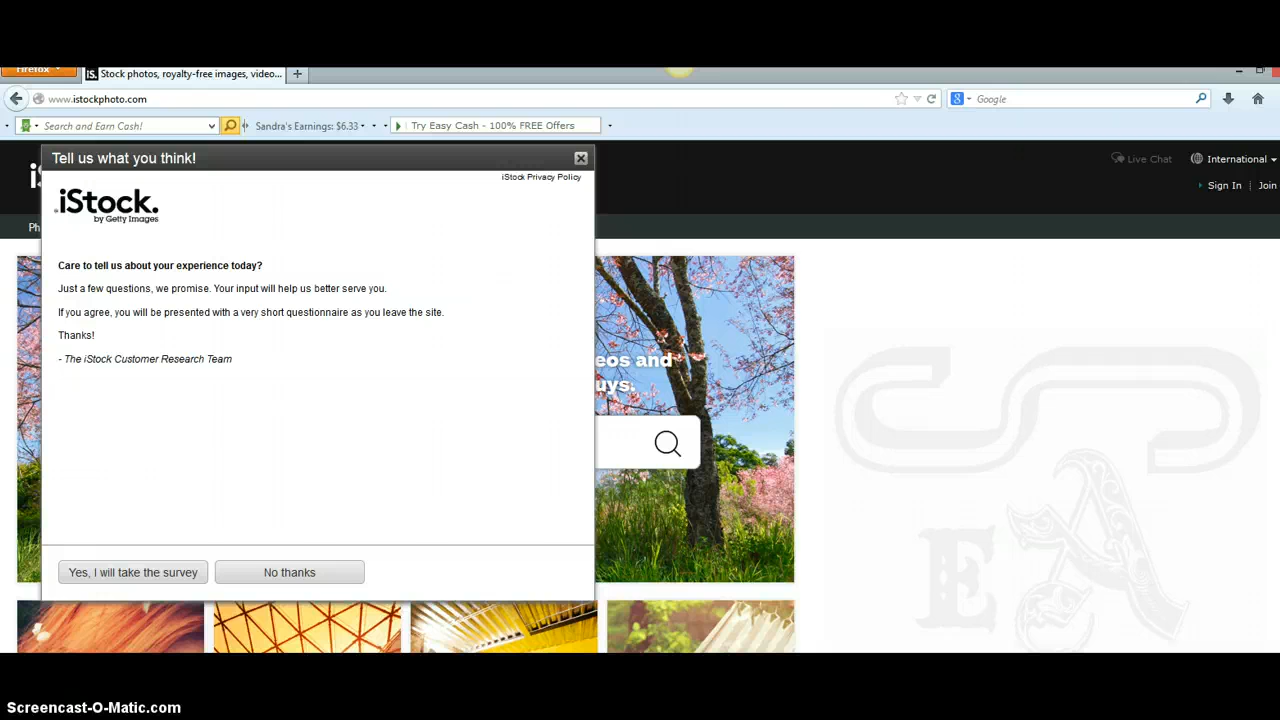 Firefox
iS. Stock photos, royalty-free images, video... +
www.istockphoto.com
8 Google
Search and Earn Cash! Sandra's Earnings: $6.33 Try Easy Cash - 100% FREE Offers
Tell us what you think!
Live Chat International
iStock Privacy Policy
Sign In Join
iStock.
by Getty Images
Ph
Care to tell us about your experience today?
Just a few questions, we promise. Your input will help us better serve you.
If you agree, you will be presented with a very short questionnaire as you leave the site.
Thanks!
- The iStock Customer Research Team
eos and
uys.
E A
Yes, I will take the survey No thanks
Screencast-O-Matic.com